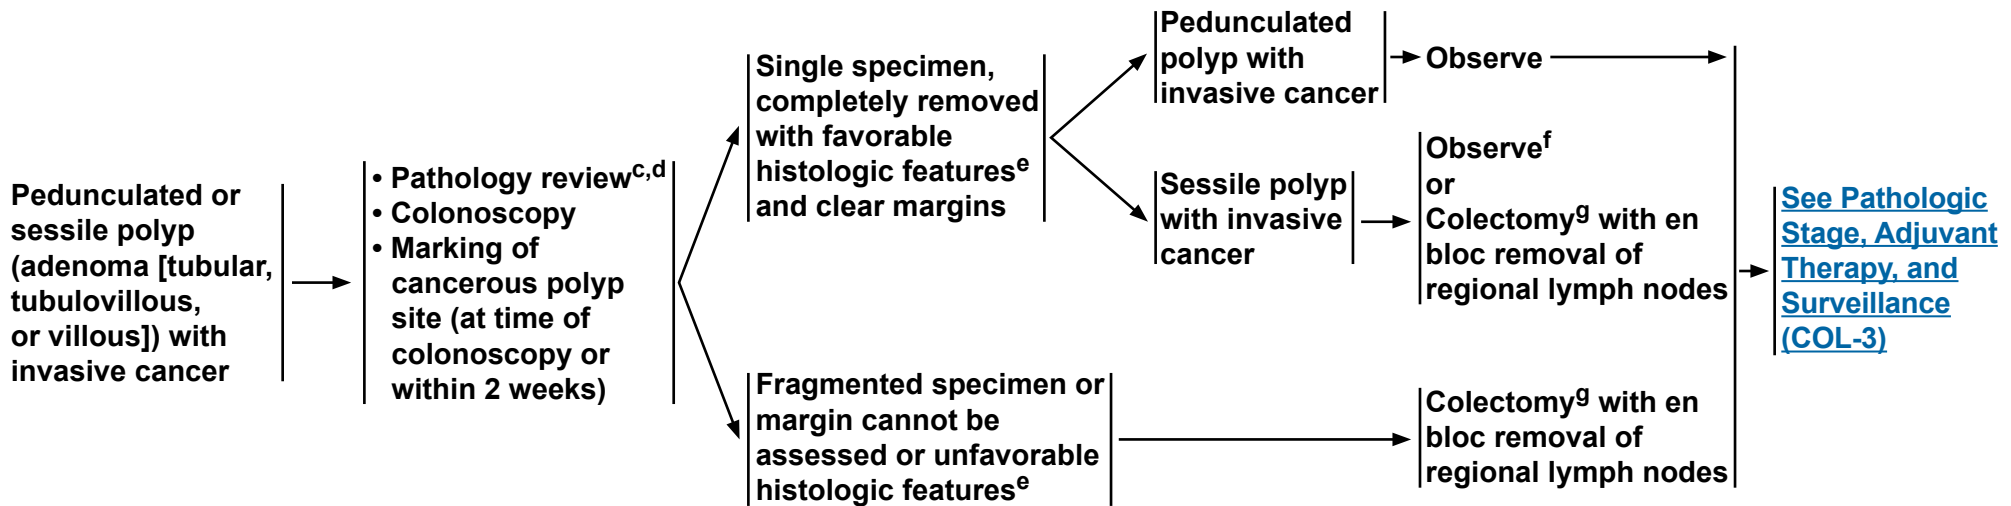 Pedunculated or
sessile polyp
(adenoma [tubular,
tubulovillous,
or villous]) with
invasive cancer
• Pathology reviewc,d
• Colonoscopy
• Marking of
cancerous polyp
site (at time of
colonoscopy or
within 2 weeks)
Single specimen,
completely removed
with favorable
histologic featurese
and clear margins
Fragmented specimen or
margin cannot be
assessed or unfavorable
histologic featurese
Pedunculated
polyp with
invasive cancer
Sessile polyp
with invasive
cancer
Observe
Observef
or
Colectomyg with en
bloc removal of
regional lymph nodes
Colectomyg with en
bloc removal of
regional lymph nodes
See Pathologic
Stage, Adjuvant
Therapy, and
Surveillance
(COL-3)